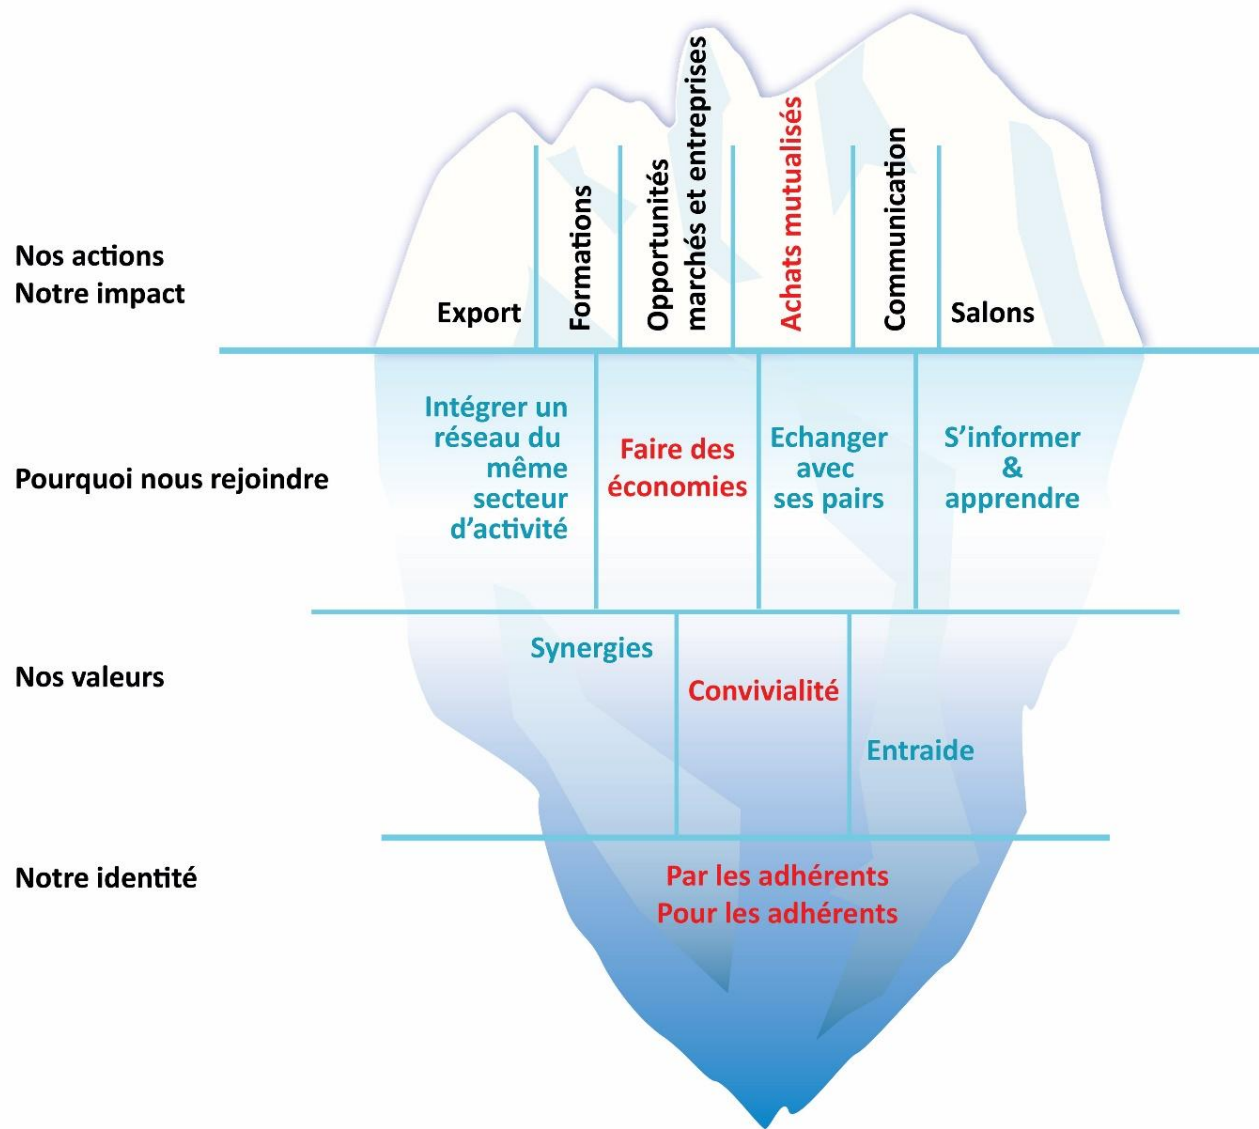 Nos actions
Notre impact
Export
Formations
Opportunités
marchés et entreprises
Achats mutualisés
Communication
Salons
Pourquoi nous rejoindre
Intégrer un
réseau du
même
secteur
d’activité
Faire des
économies
Echanger
avec
ses pairs
S’informer
&
apprendre
Nos valeurs
Synergies
Convivialité
Entraide
Notre identité
Par les adhérents
Pour les adhérents